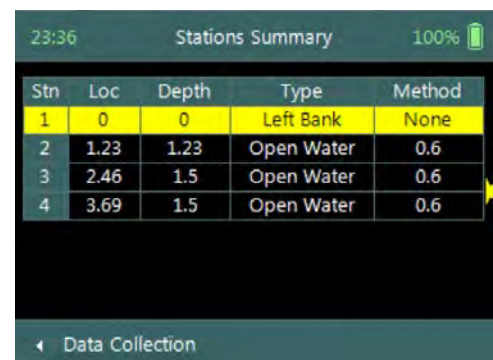 23:36 Stations Summary 100%
Stn Loc Depth Type Method
1 0 0 Left Bank None
2 1.23 1.23 Open Water 0.6
3 2.46 1.5 Open Water 0.6
4 3.69 1.5 Open Water 0.6
Data Collection